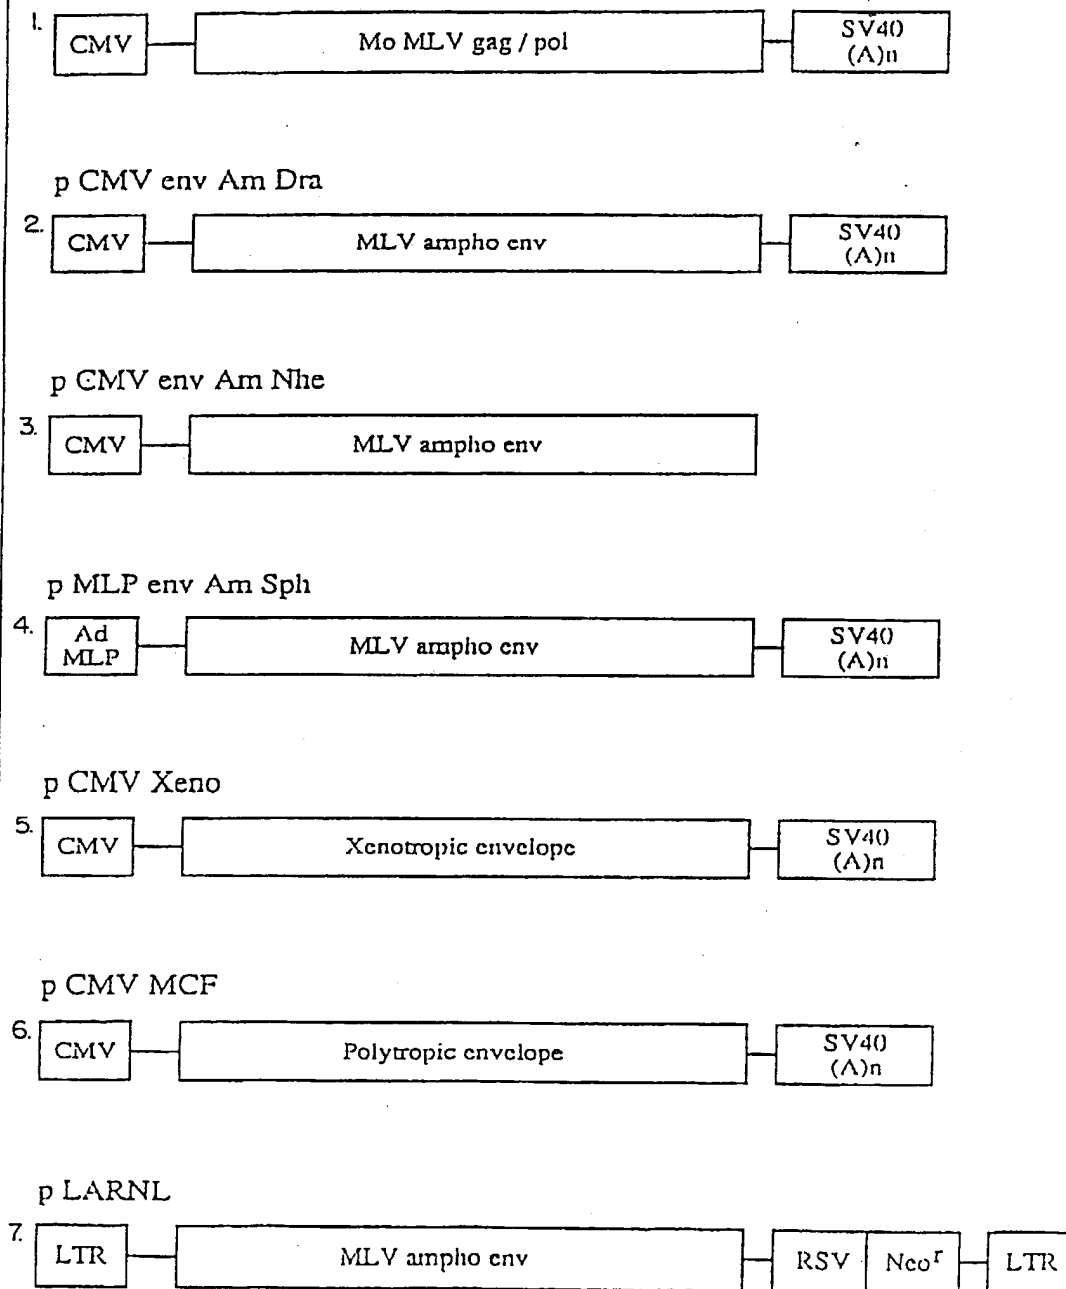 1. CMV Mo MLV gag / pol SV40
(A)n
p CMV env Am Dra
2. CMV MLV ampho env SV40
(A)n
p CMV env Am Nhe
3. CMV MLV ampho env
p MLP env Am Sph
4. Ad MLP MLV ampho env SV40
(A)n
p CMV Xeno
5. CMV Xenotropic envelope SV40
(A)n
p CMV MCF
6. CMV Polytropic envelope SV40
(A)n
p LARNL
7. LTR MLV ampho env RSV Neoʳ LTR